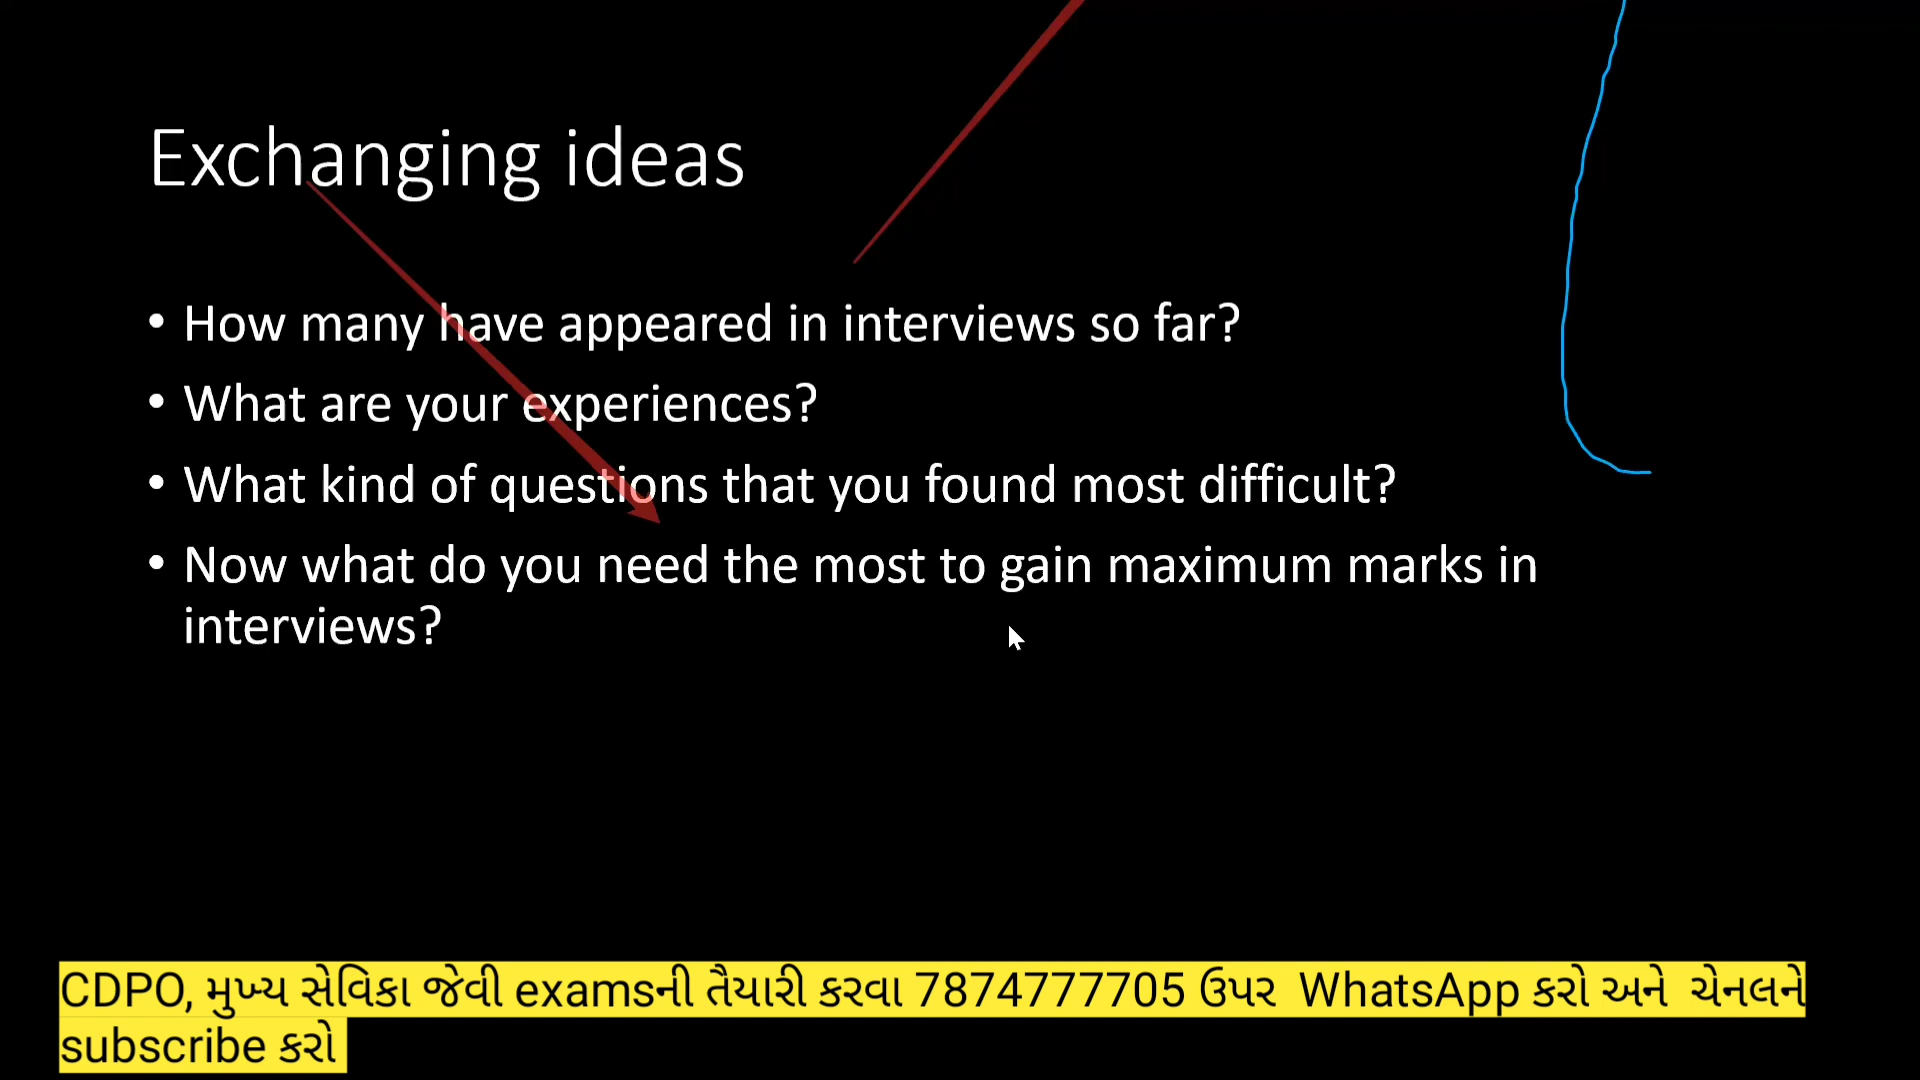 Exchanging ideas
• How many have appeared in interviews so far?
• What are your experiences?
• What kind of questions that you found most difficult?
• Now what do you need the most to gain maximum marks in
interviews?
CDPO, મુખ્ય સેવિકા જેવી examsની તૈયારી કરવા 7874777705 ઉપર WhatsApp કરો અને ચેનલને
subscribe કરો